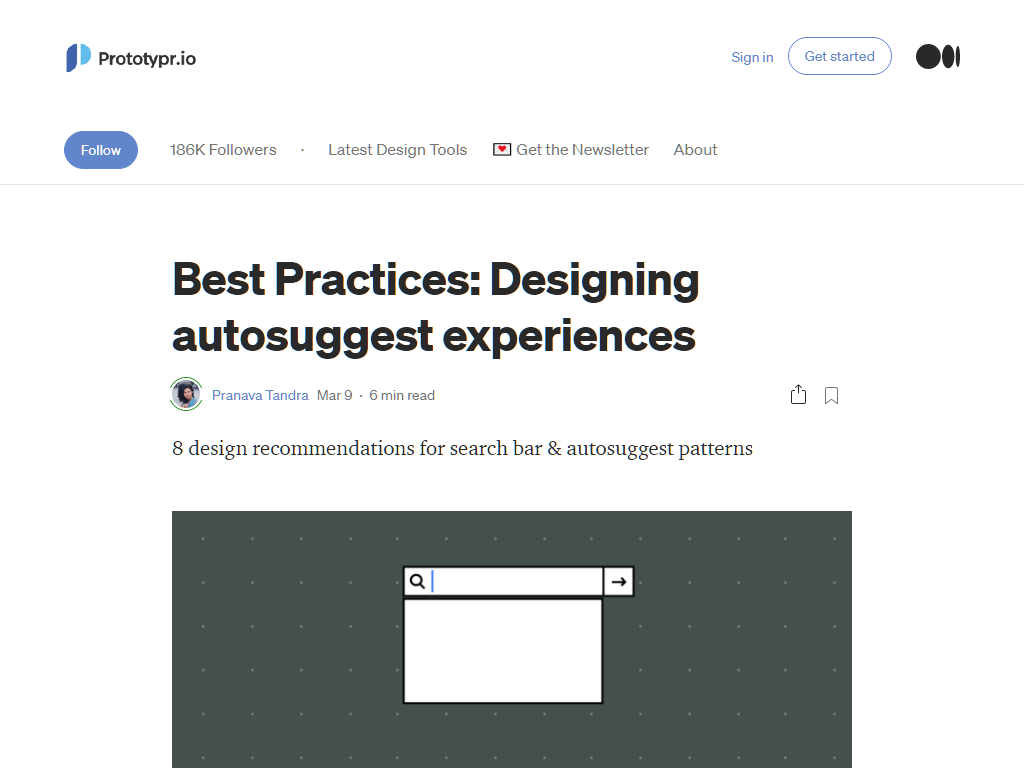 Prototypr.io
Sign in
Get started
Follow
186K Followers
·
Latest Design Tools
💌 Get the Newsletter
About
Best Practices: Designing
autosuggest experiences
Pranava Tandra Mar 9 · 6 min read
8 design recommendations for search bar & autosuggest patterns